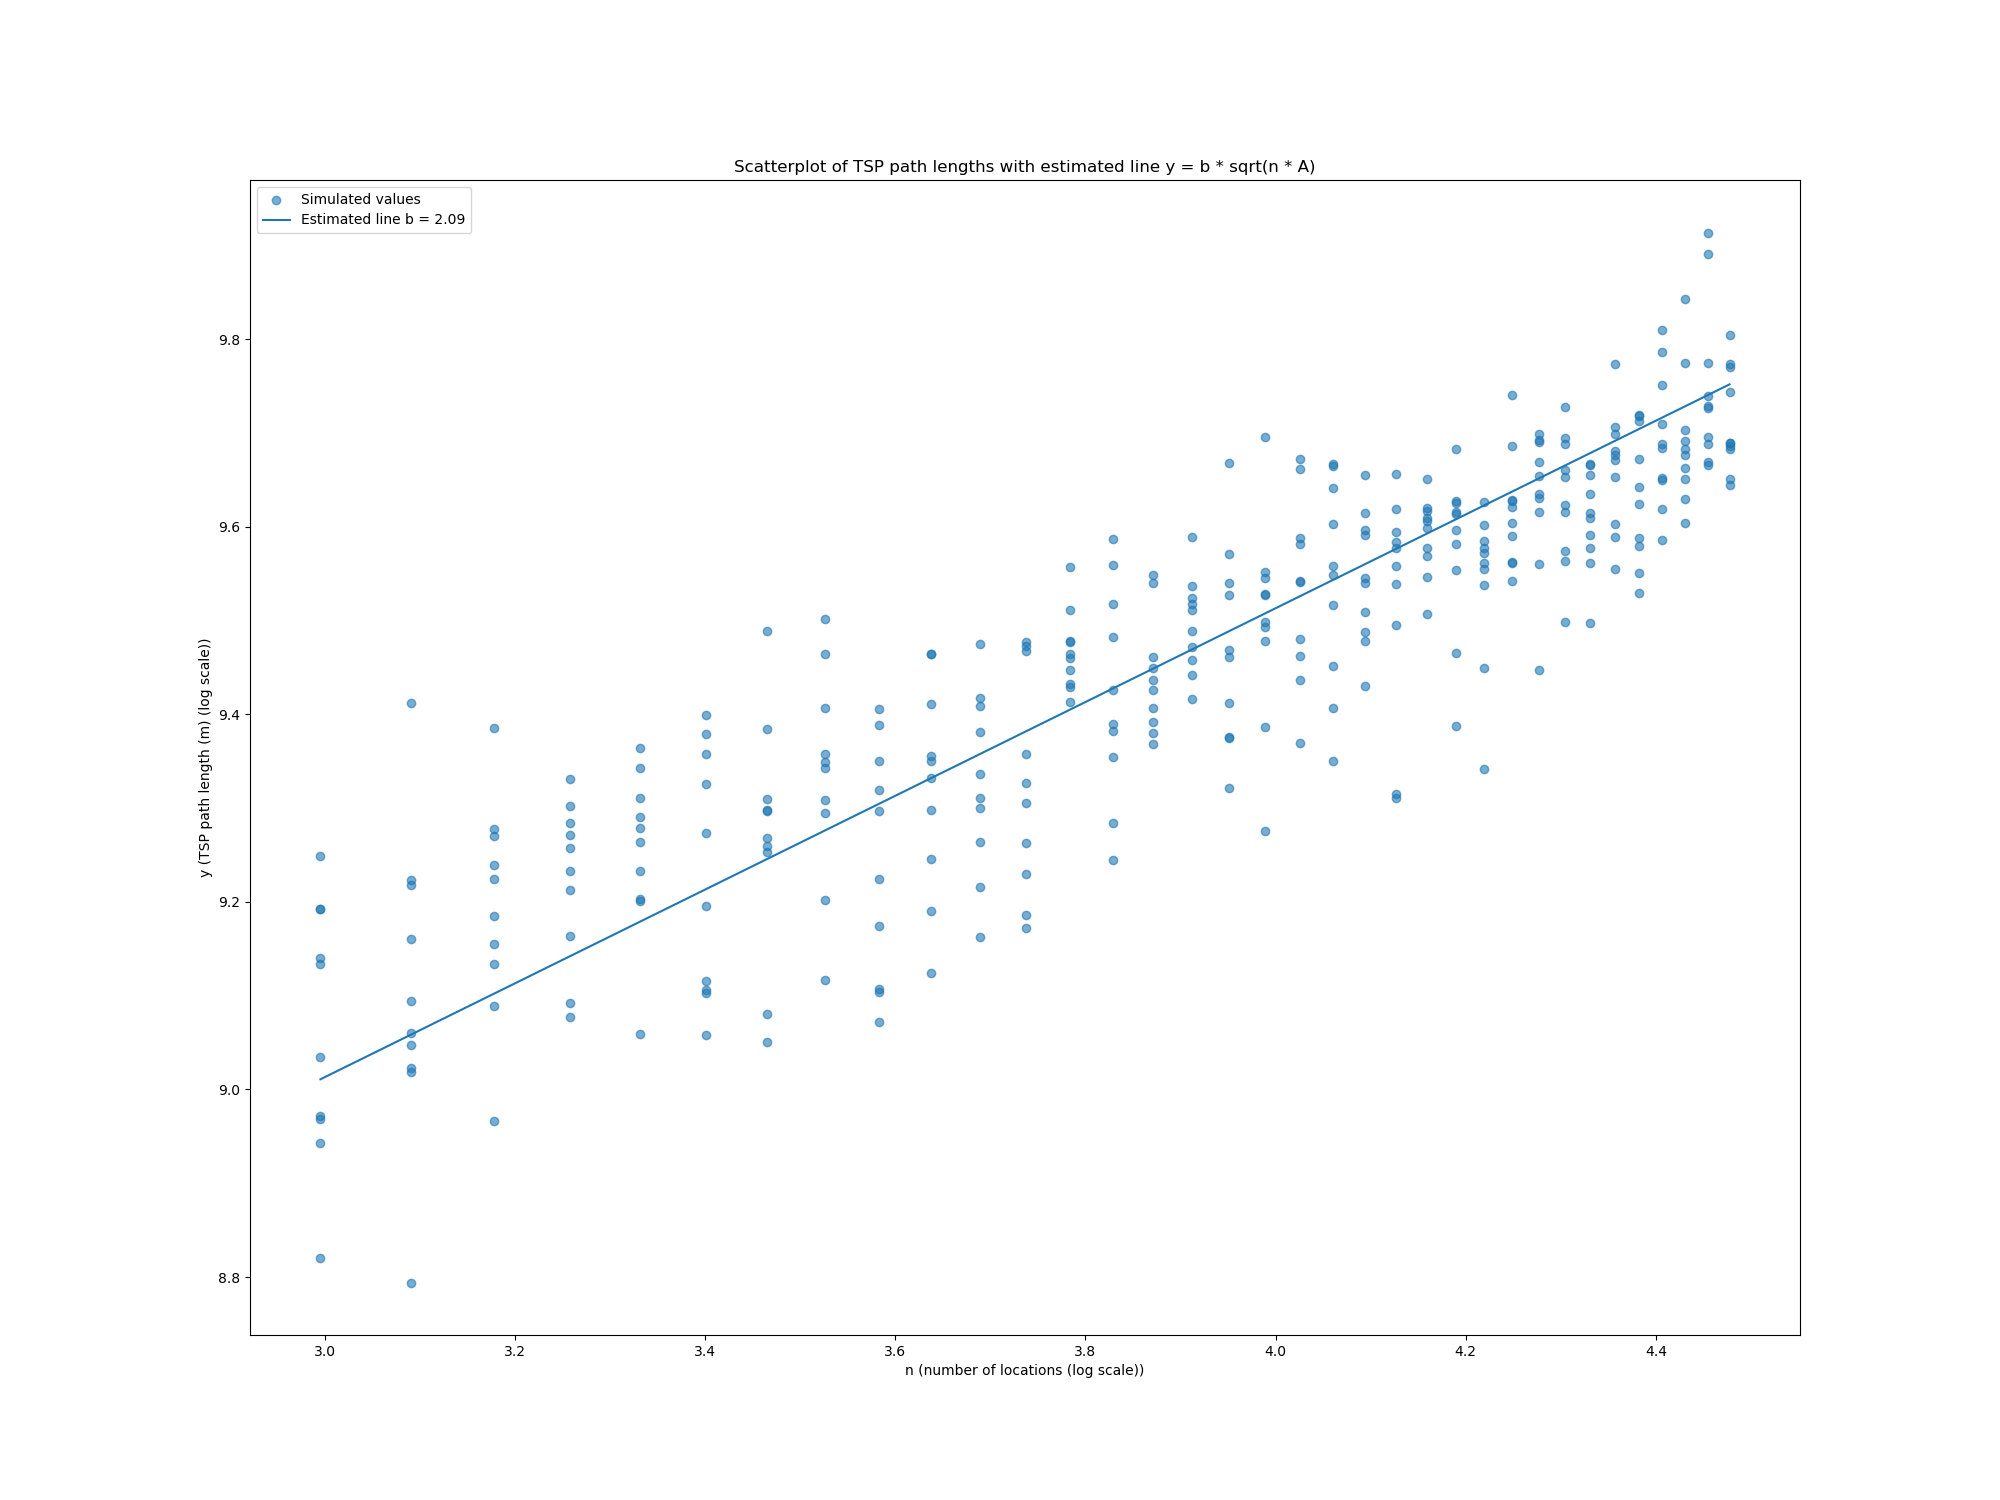 Scatterplot of TSP path lengths with estimated line y = b * sqrt(n * A)
Simulated values
Estimated line b = 2.09
y (TSP path length (m) (log scale))
9.8
9.6
9.4
9.2
9.0
8.8
3.0 3.2 3.4 3.6 3.8 4.0 4.2 4.4
n (number of locations (log scale))